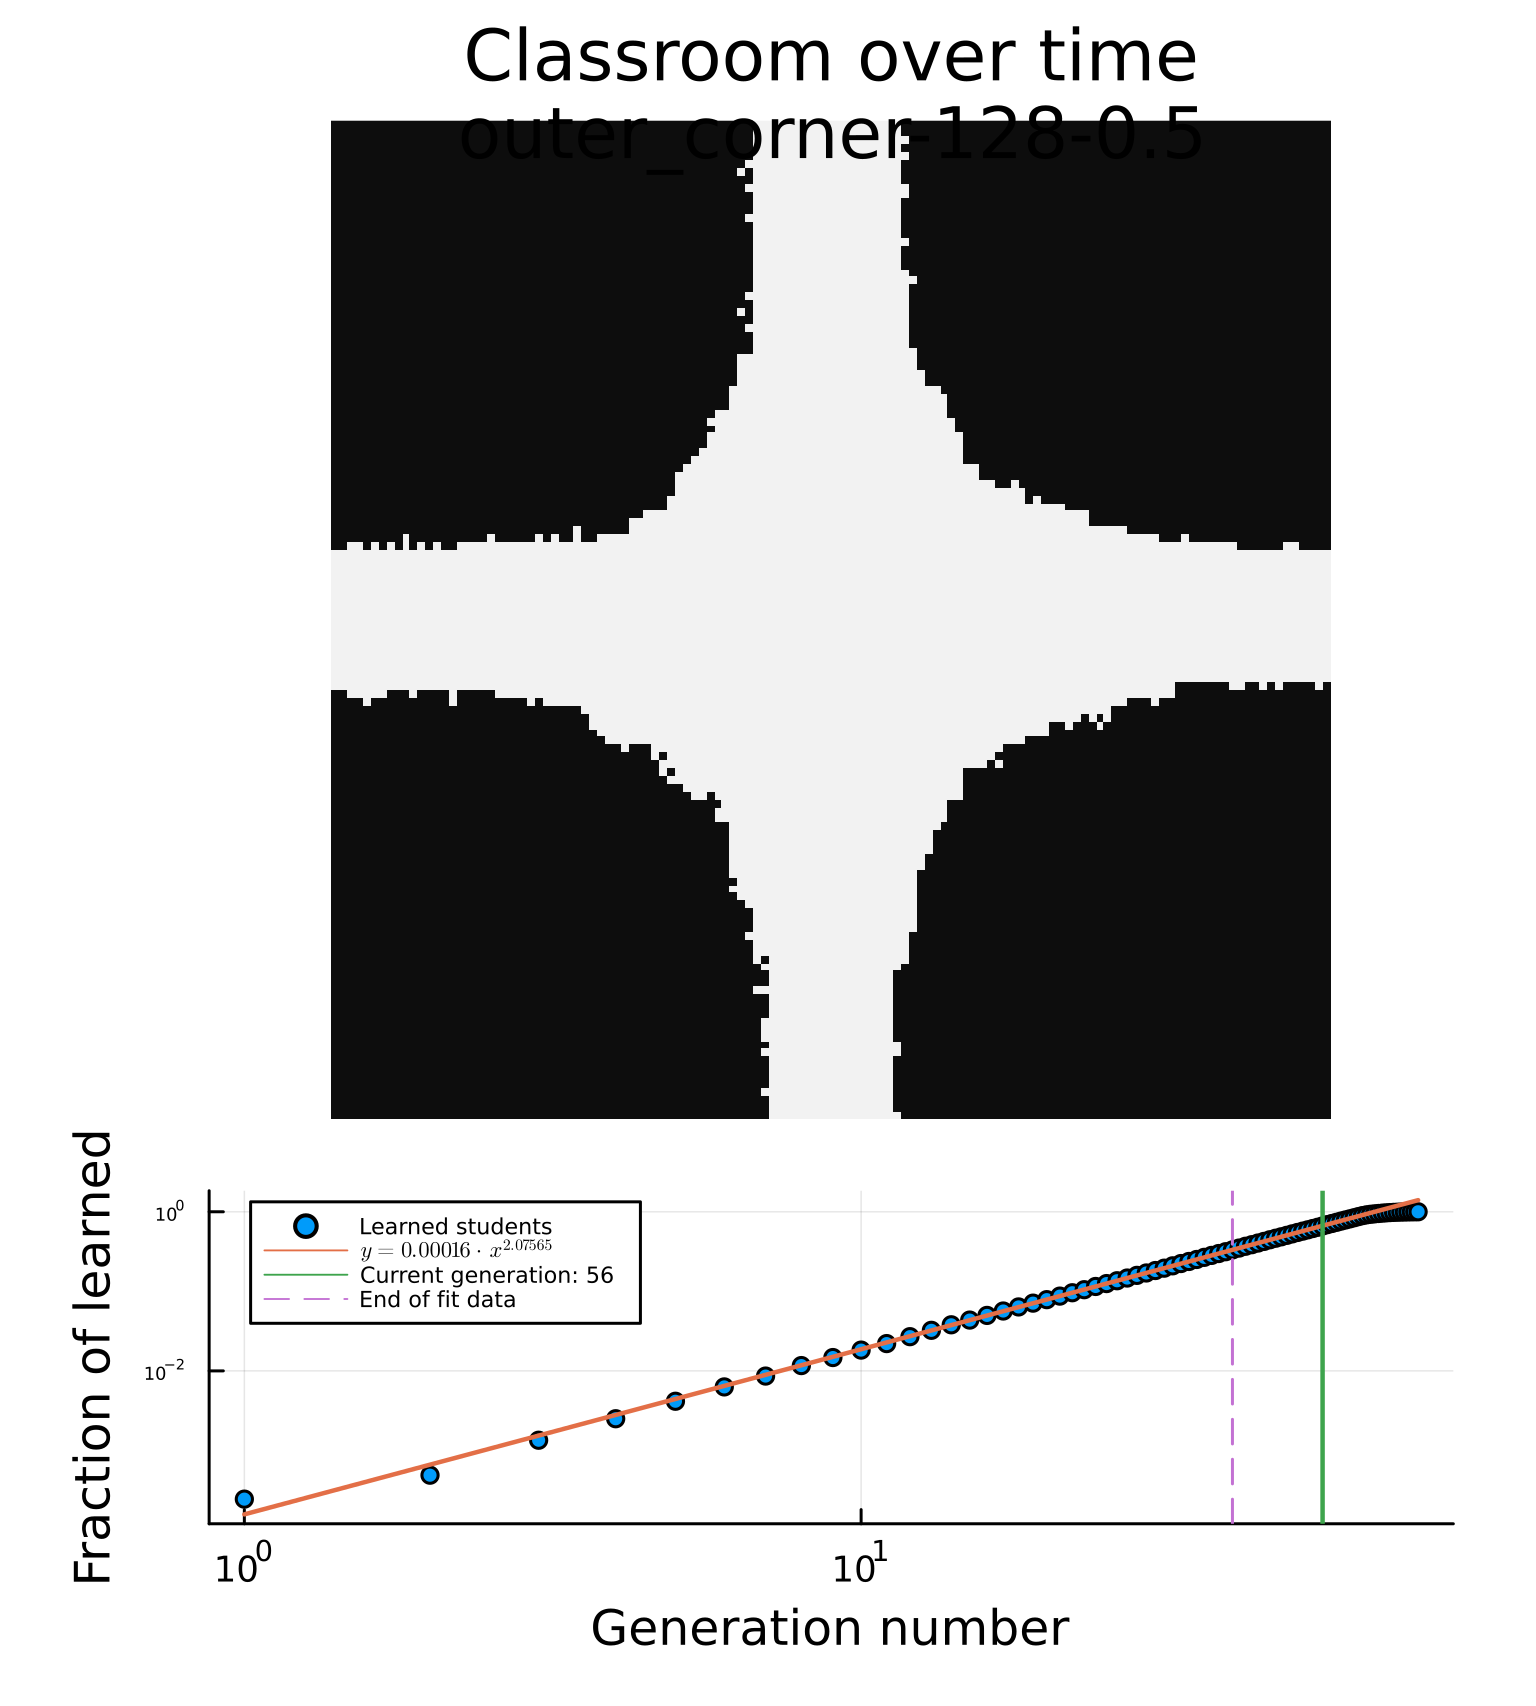 Classroom over time
outer_corner-128-0.5
Fraction of learned
10⁰
10⁻²
Learned students
y = 0.00016 · x^2.07565
Current generation: 56
End of fit data
10⁰
10¹
Generation number